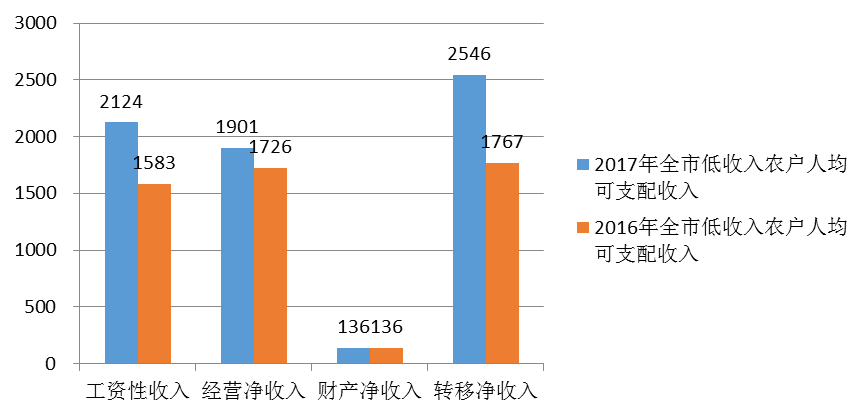 3000
2500
2000
1500
1000
500
0
2124
1583
1901
1726
136
136
2546
1767
工资性收入
经营净收入
财产净收入
转移净收入
2017年全市低收入农户人均
可支配收入
2016年全市低收入农户人均
可支配收入